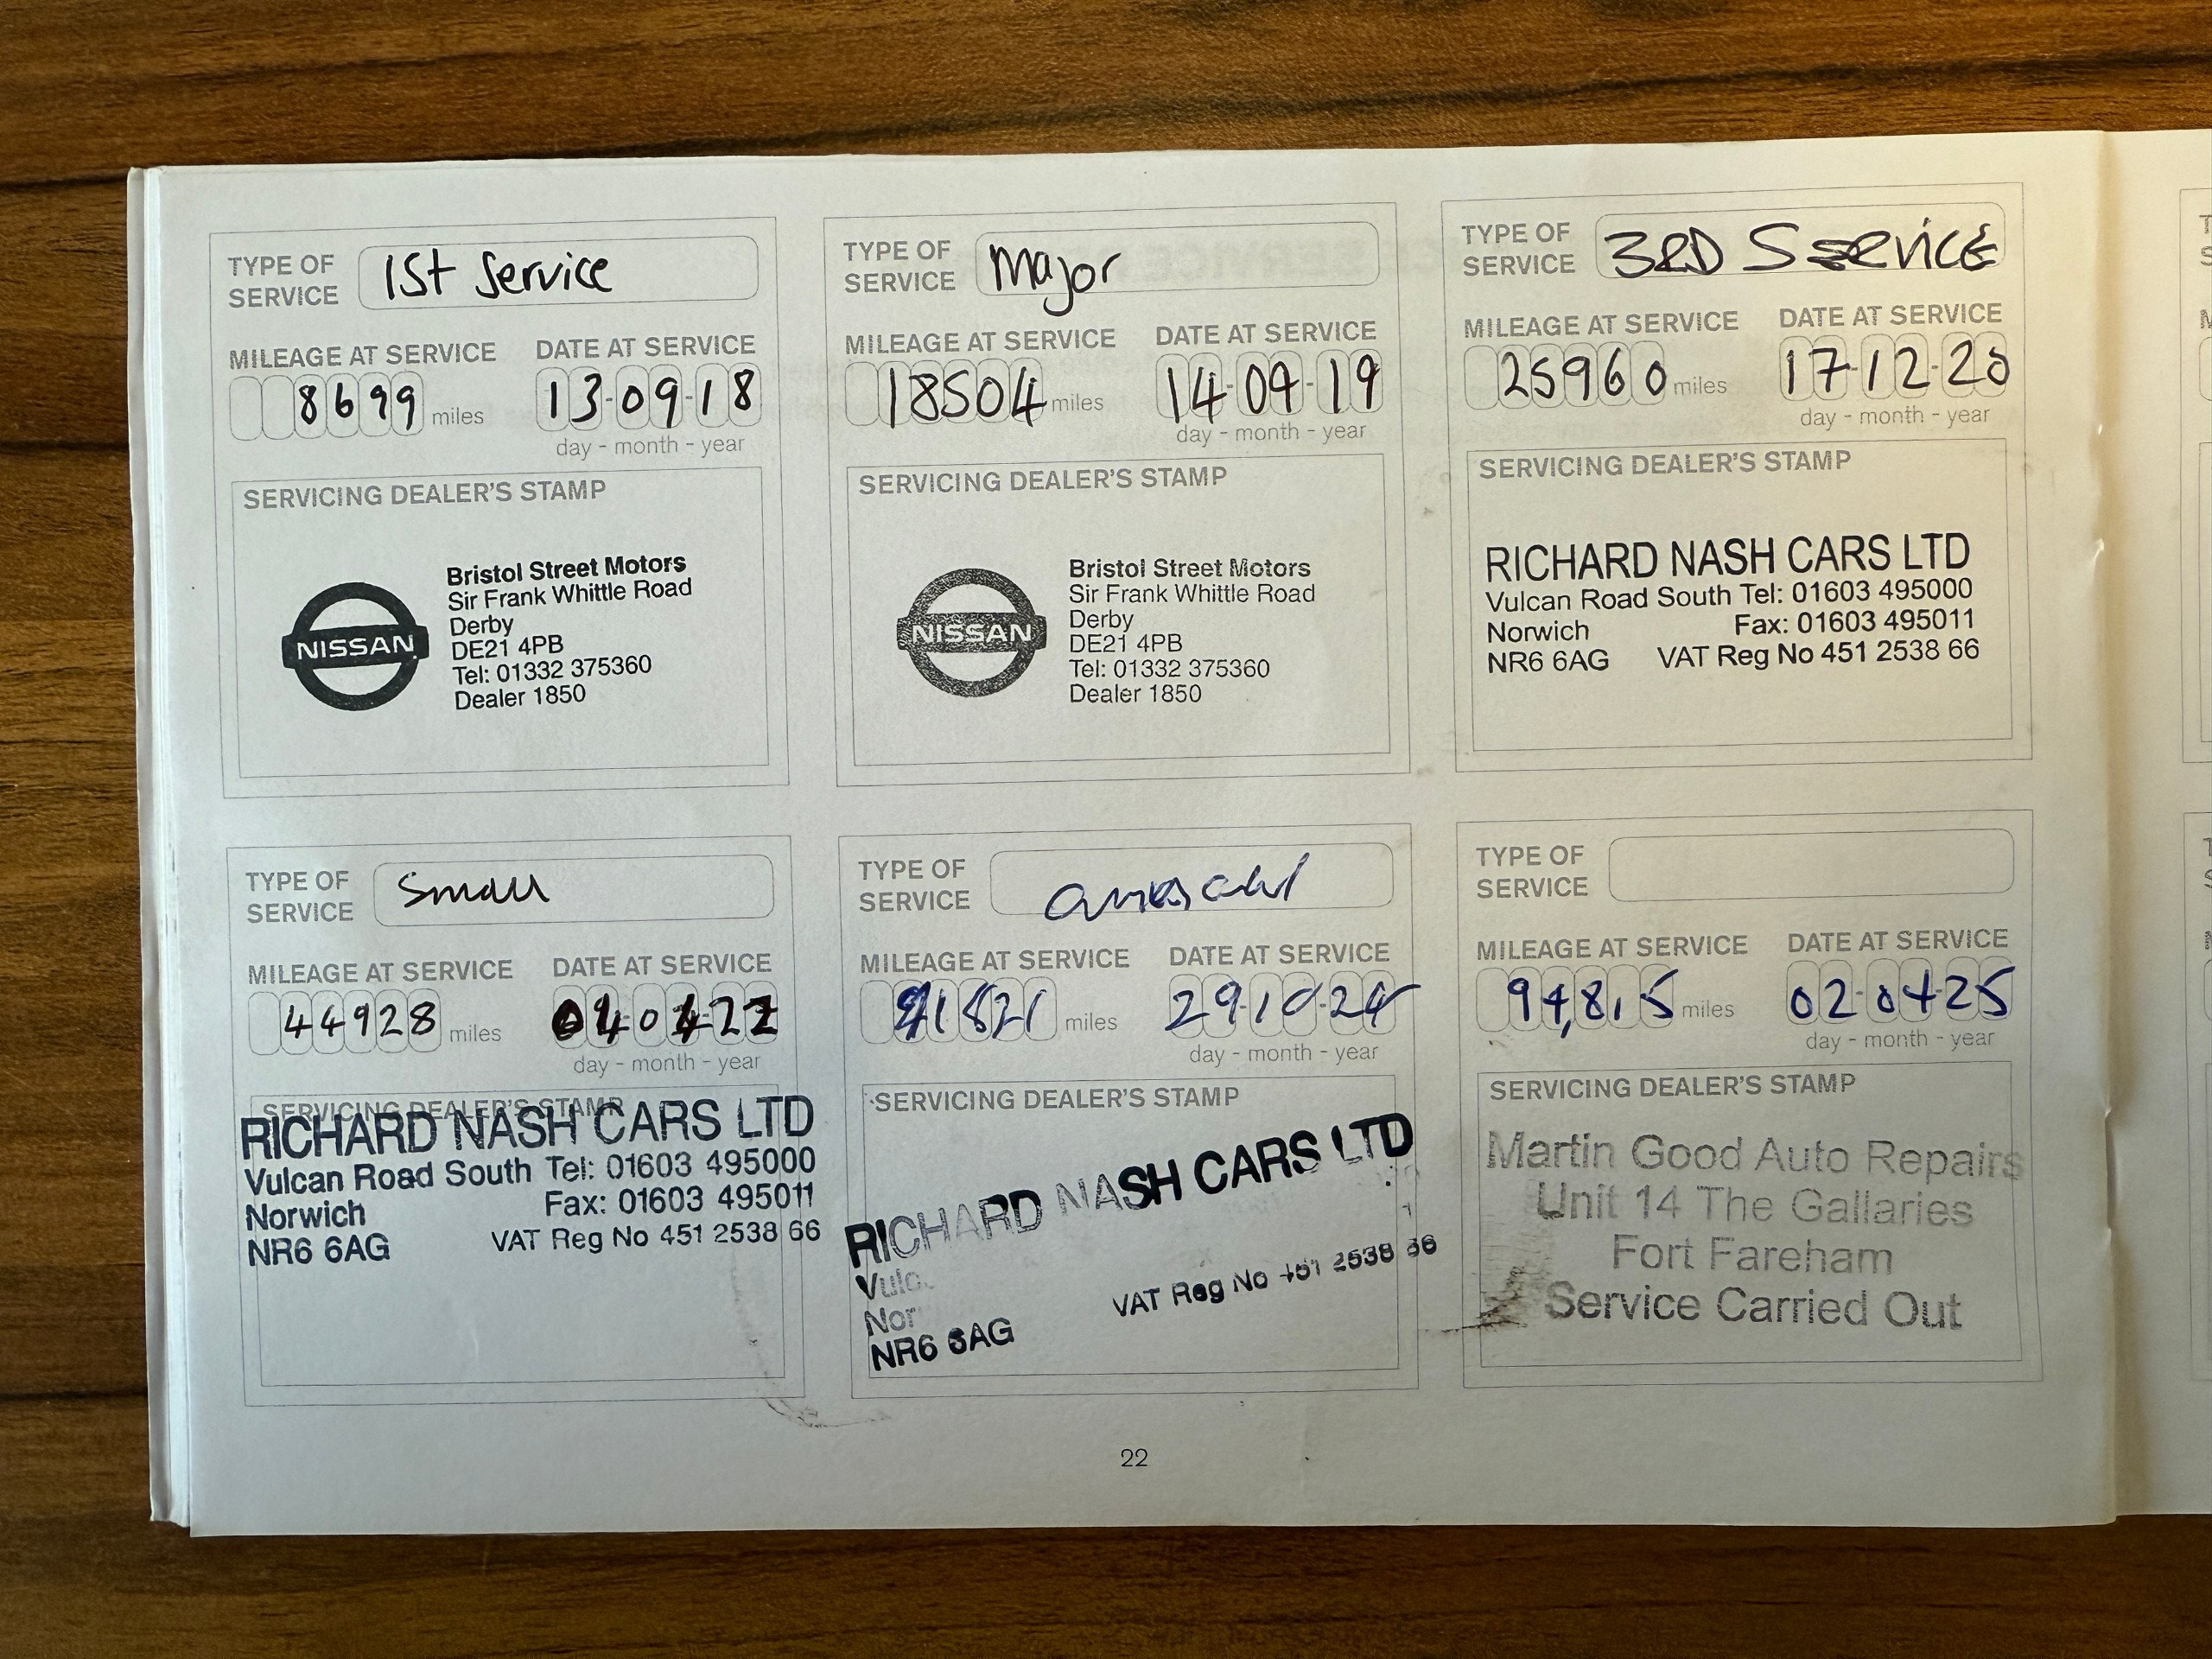 TYPE OF SERVICE 1st Service
MILEAGE AT SERVICE DATE AT SERVICE
8699 miles 13-09-18
day - month - year
SERVICING DEALER'S STAMP
NISSAN
Bristol Street Motors
Sir Frank Whittle Road
Derby
DE21 4PB
Tel: 01332 375360
Dealer 1850
TYPE OF SERVICE Major
MILEAGE AT SERVICE DATE AT SERVICE
18504 miles 14-09-19
day - month - year
SERVICING DEALER'S STAMP
NISSAN
Bristol Street Motors
Sir Frank Whittle Road
Derby
DE21 4PB
Tel: 01332 375360
Dealer 1850
TYPE OF SERVICE 3RD SERVICE
MILEAGE AT SERVICE DATE AT SERVICE
25960 miles 17-12-20
day - month - year
SERVICING DEALER'S STAMP
RICHARD NASH CARS LTD
Vulcan Road South Tel: 01603 495000
Norwich Fax: 01603 495011
NR6 6AG VAT Reg No 451 2538 66
TYPE OF SERVICE Small
MILEAGE AT SERVICE DATE AT SERVICE
44928 miles
day - month - year
SERVICING DEALER'S STAMP
RICHARD NASH CARS LTD
Vulcan Road South Tel: 01603 495000
Norwich Fax: 01603 495011
NR6 6AG VAT Reg No 451 2538 66
TYPE OF SERVICE
MILEAGE AT SERVICE DATE AT SERVICE
miles 29-10-24
day - month - year
SERVICING DEALER'S STAMP
RICHARD NASH CARS LTD
NR6 6AG VAT Reg No 451 2538 66
TYPE OF SERVICE
MILEAGE AT SERVICE DATE AT SERVICE
94,815 miles 02-04-25
day - month - year
SERVICING DEALER'S STAMP
Martin Good Auto Repairs
Unit 14 The Gallaries
Fort Fareham
Service Carried Out
22